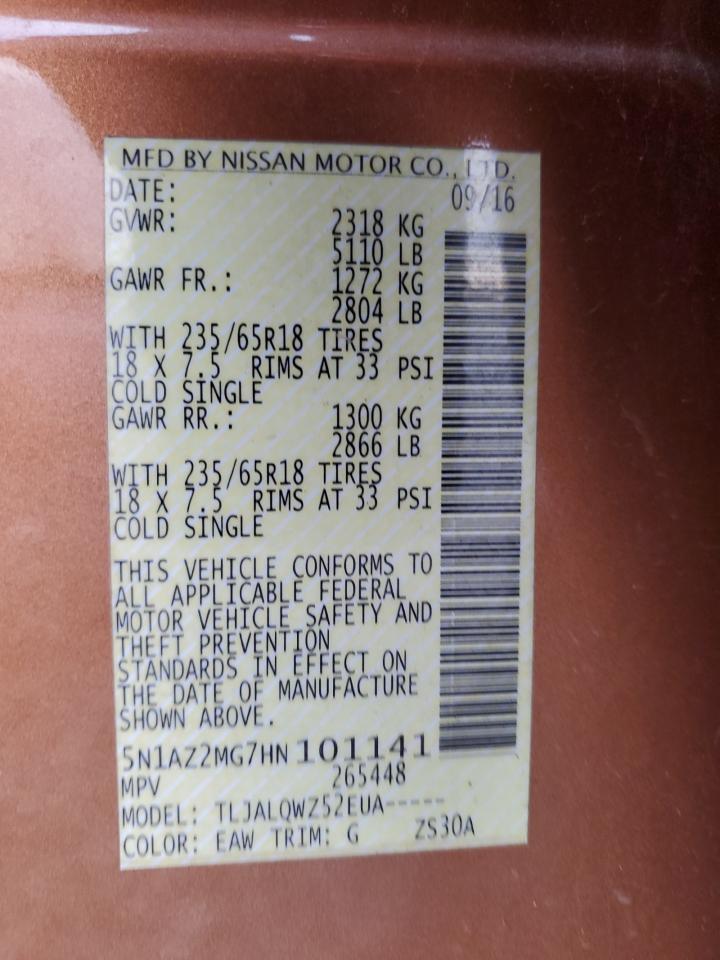 MFD BY NISSAN MOTOR CO., LTD.
DATE: 09/16
GVWR: 2318 KG
5110 LB
GAWR FR.: 1272 KG
2804 LB
WITH 235/65R18 TIRES
18 X 7.5 RIMS AT 33 PSI
COLD SINGLE
GAWR RR.: 1300 KG
2866 LB
WITH 235/65R18 TIRES
18 X 7.5 RIMS AT 33 PSI
COLD SINGLE
THIS VEHICLE CONFORMS TO
ALL APPLICABLE FEDERAL
MOTOR VEHICLE SAFETY AND
THEFT PREVENTION
STANDARDS IN EFFECT ON
THE DATE OF MANUFACTURE
SHOWN ABOVE.
5N1AZ2MG7HN101141
MPV 265448
MODEL: TLJALQWZ52EUA-----
COLOR: EAW TRIM: G ZS30A